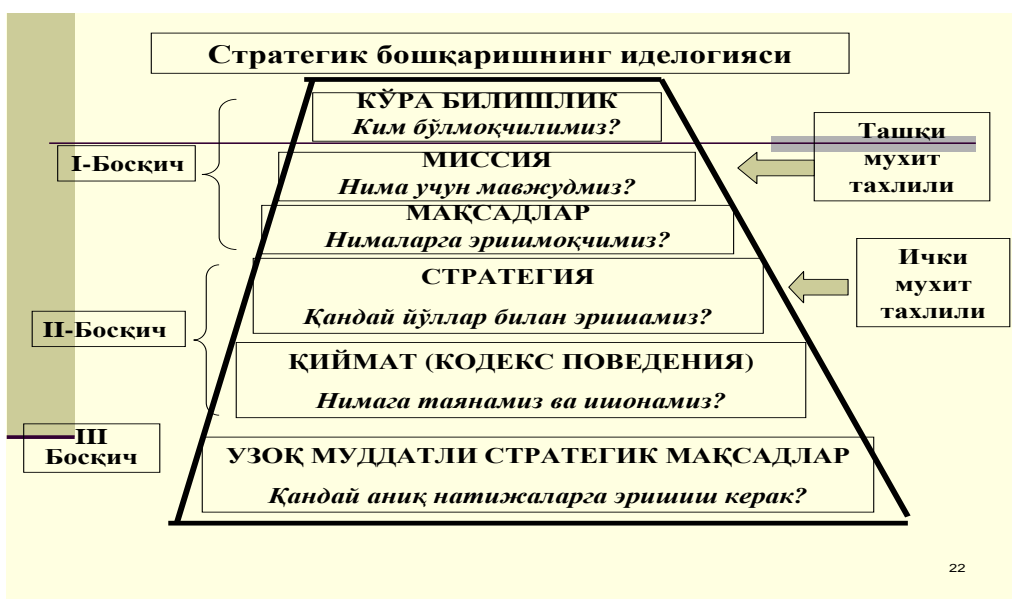 Стратегик бошқаришнинг иделогияси
КЎРА БИЛИШЛИК
Ким бўлмоқчилимиз?
I-Босқич
МИССИЯ
Нима учун мавжудмиз?
МАҚСАДЛАР
Нималарга эришмоқчимиз?
Ташқи
мухит
тахлили
II-Босқич
СТРАТЕГИЯ
Қандай йўллар билан эришамиз?
Ички
мухит
тахлили
ҚИЙМАТ (КОДЕКС ПОВЕДЕНИЯ)
Нимага таянамиз ва ишонамиз?
III
Босқич
УЗОҚ МУДДАТЛИ СТРАТЕГИК МАҚСАДЛАР
Қандай аниқ натижаларга эришиш керак?
22